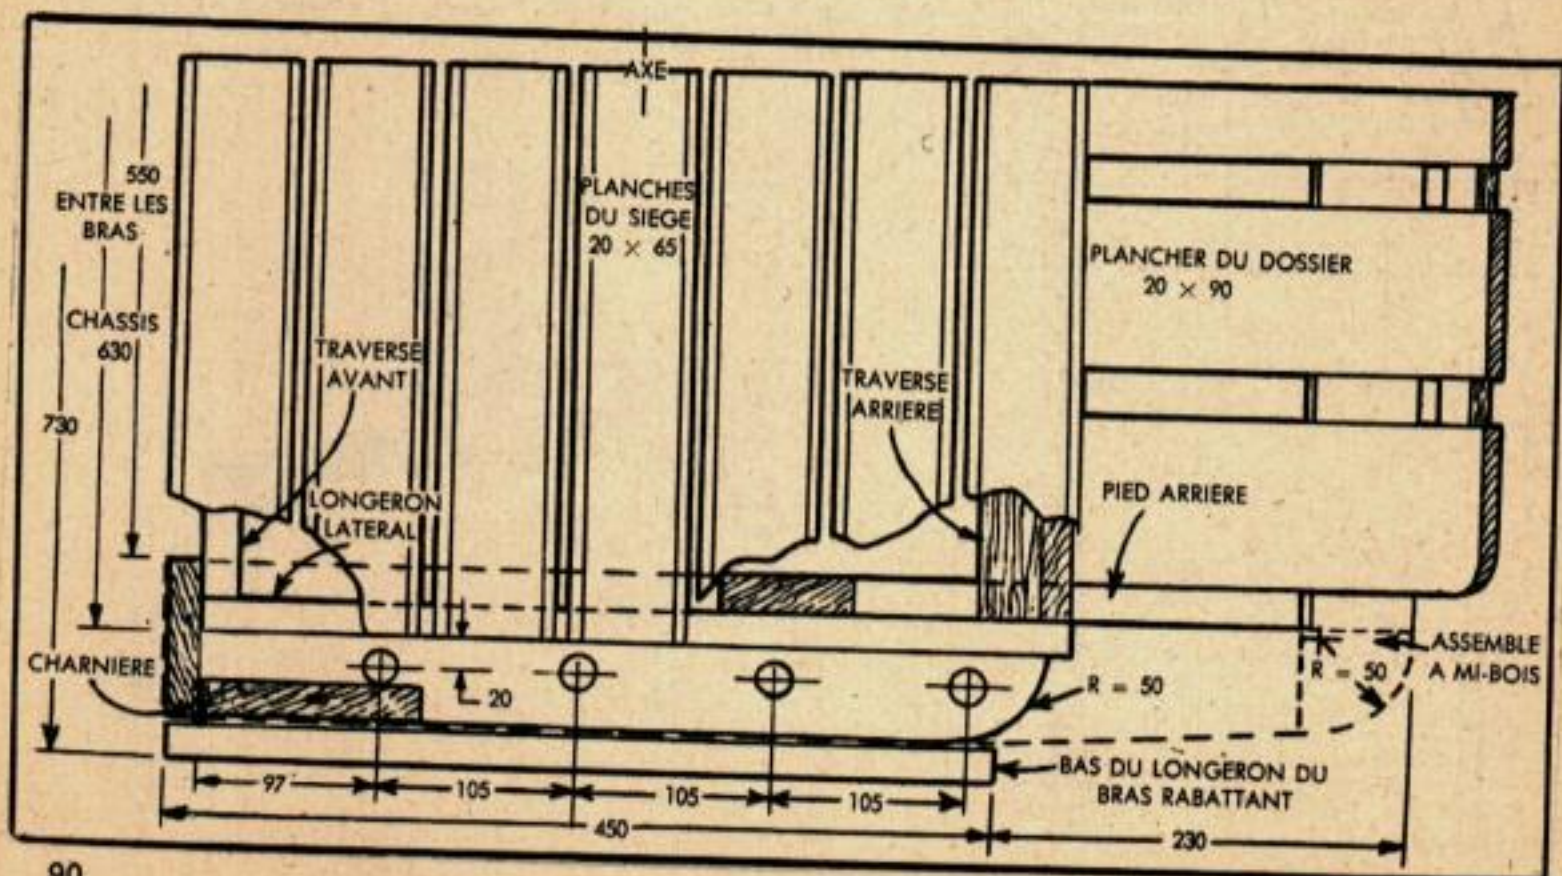 AXE
550
ENTRE LES
BRAS
PLANCHES
DU SIEGE
20 × 65
PLANCHER DU DOSSIER
20 × 90
CHASSIS
630
TRAVERSE
AVANT
TRAVERSE
ARRIERE
730
LONGERON
LATERAL
PIED ARRIERE
CHARNIERE
20
R = 50
ASSEMBLE
A MI-BOIS
R = 50
BAS DU LONGERON DU
BRAS RABATTANT
97
105
105
105
450
230
90